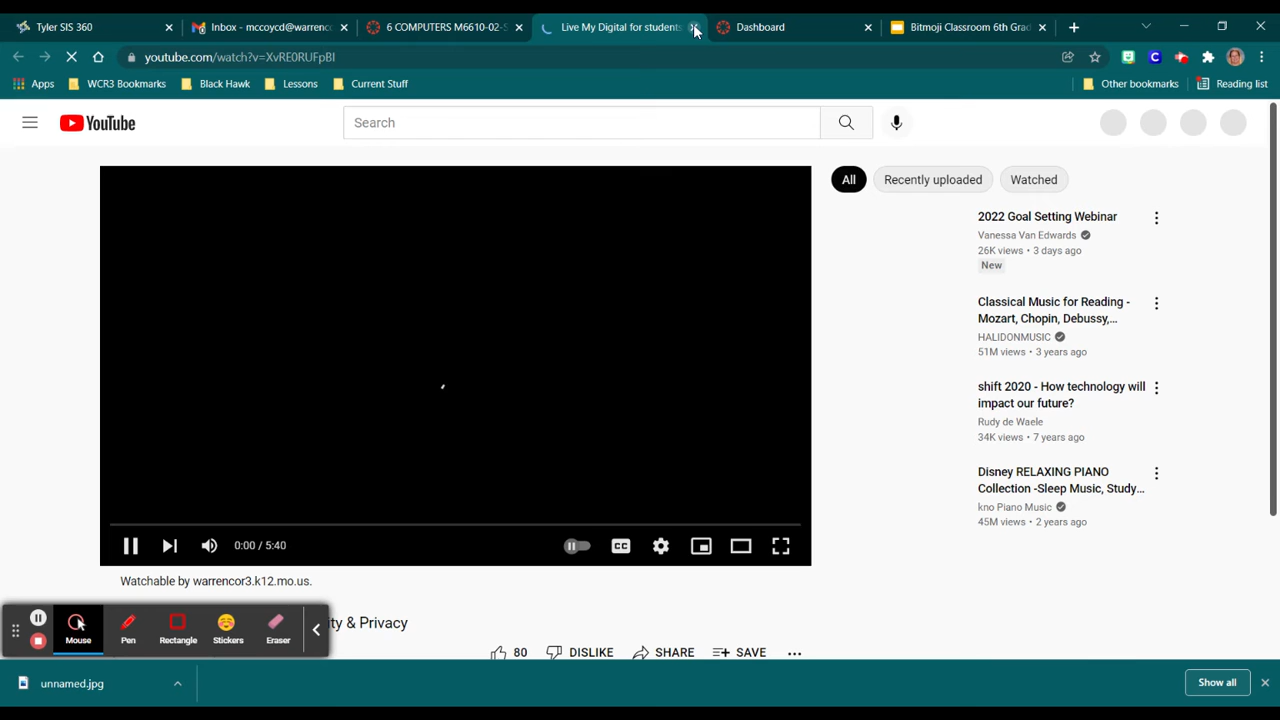 Tyler SIS 360
Inbox - mccoycd@warrenc
6 COMPUTERS M6610-02-S
Live My Digital for students
Dashboard
Bitmoji Classroom 6th Grad
youtube.com/watch?v=XvRE0RUFpBI
Apps
WCR3 Bookmarks
Black Hawk
Lessons
Current Stuff
Other bookmarks
Reading list
YouTube
Search
All
Recently uploaded
Watched
2022 Goal Setting Webinar
Vanessa Van Edwards
26K views • 3 days ago
New
Classical Music for Reading -
Mozart, Chopin, Debussy,...
HALIDONMUSIC
51M views • 3 years ago
shift 2020 - How technology will
impact our future?
Rudy de Waele
34K views • 7 years ago
Disney RELAXING PIANO
Collection -Sleep Music, Study...
kno Piano Music
45M views • 2 years ago
0:00 / 5:40
CC
Watchable by warrencor3.k12.mo.us.
ity & Privacy
Mouse
Pen
Rectangle
Stickers
Eraser
80
DISLIKE
SHARE
SAVE
unnamed.jpg
Show all